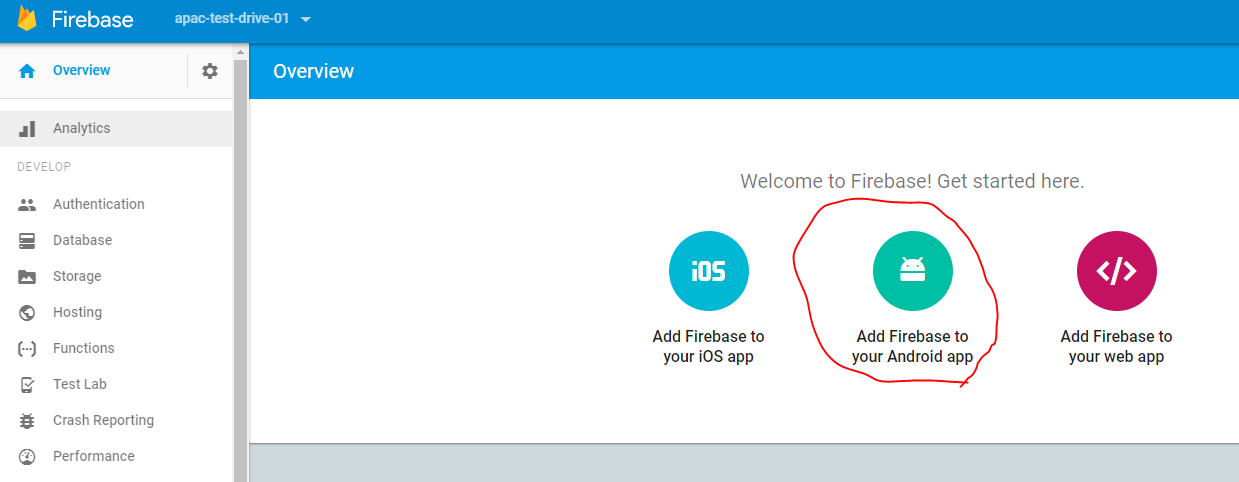 Firebase
apac-test-drive-01
Overview
Overview
Analytics
DEVELOP
Authentication
Database
Storage
Hosting
Functions
Test Lab
Crash Reporting
Performance
Welcome to Firebase! Get started here.
iOS
Add Firebase to
your iOS app
Add Firebase to
your Android app
</>
Add Firebase to
your web app